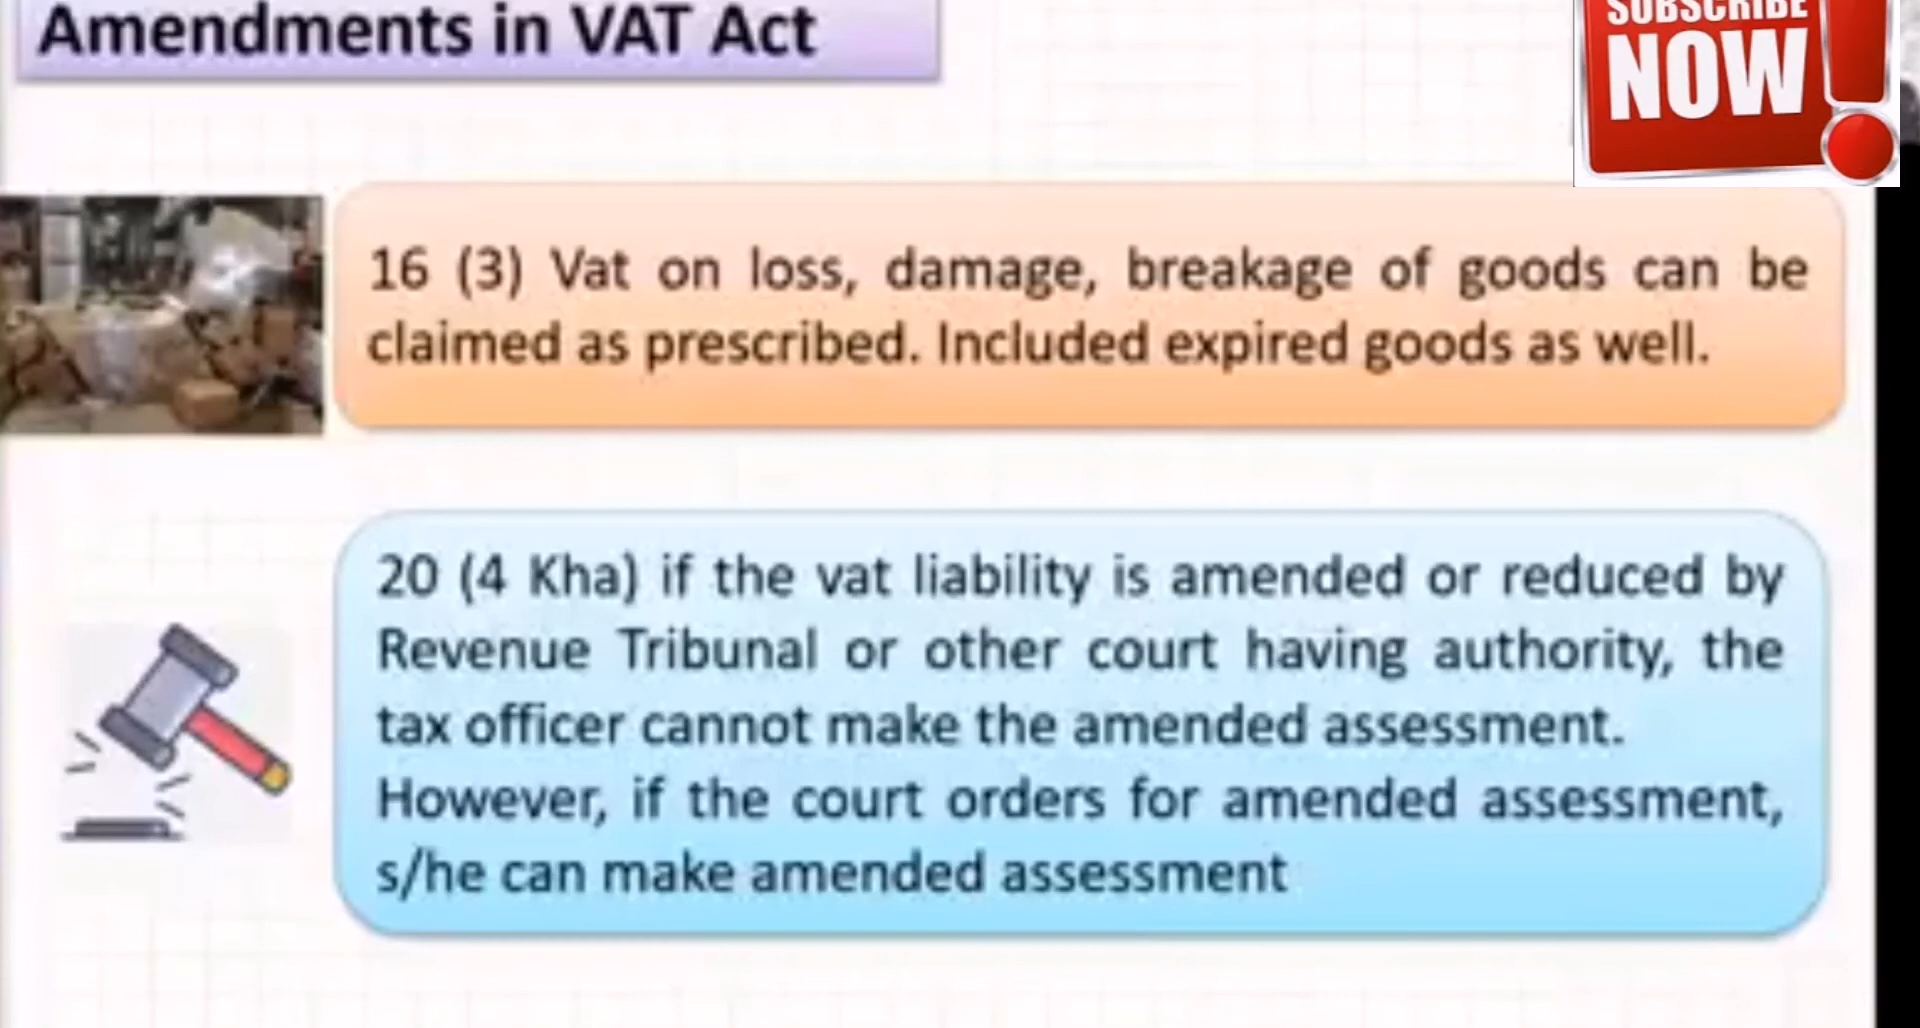 Amendments in VAT Act
SUBSCRIBE
NOW
16 (3) Vat on loss, damage, breakage of goods can be
claimed as prescribed. Included expired goods as well.
20 (4 Kha) if the vat liability is amended or reduced by
Revenue Tribunal or other court having authority, the
tax officer cannot make the amended assessment.
However, if the court orders for amended assessment,
s/he can make amended assessment